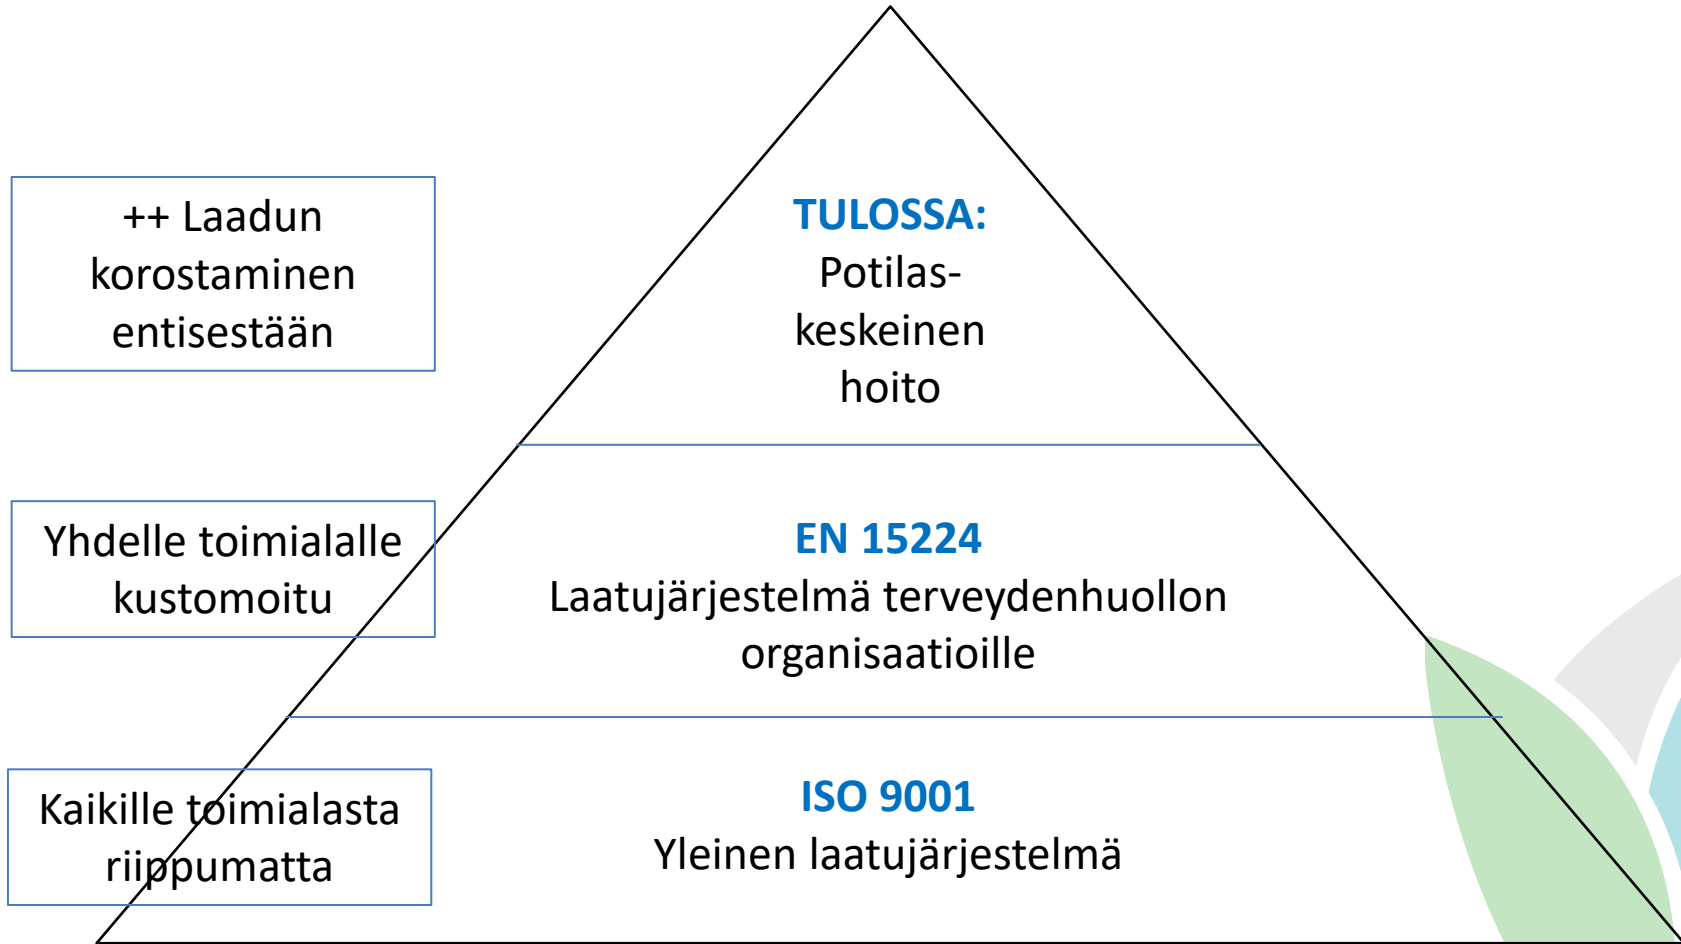 ++ Laadun
korostaminen
entisestään
TULOSSA:
Potilas-
keskeinen
hoito
Yhdelle toimialalle
kustomoitu
EN 15224
Laatujärjestelmä terveydenhuollon
organisaatioille
Kaikille toimialasta
riippumatta
ISO 9001
Yleinen laatujärjestelmä